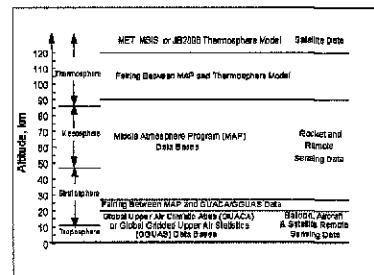 MET, MSIS or JB2008 Thermosphere Model
Satellite Data
120
110
100
90
80
70
60
50
40
30
20
10
0
Altitude, km
Thermosphere
Mesosphere
Stratosphere
Troposphere
Fairing Between MAP and Thermosphere Model
Middle Atmosphere Program (MAP)
Data Bases
Rocket and
Remote
Sensing Data
Fairing Between MAP and GUACA/GGUAS Data
Global Upper Air Climatic Atlas (GUACA)
or Global Gridded Upper Air Statistics
(GGUAS) Data Bases
Balloon, Aircraft
& Satellite Remote
Sensing Data